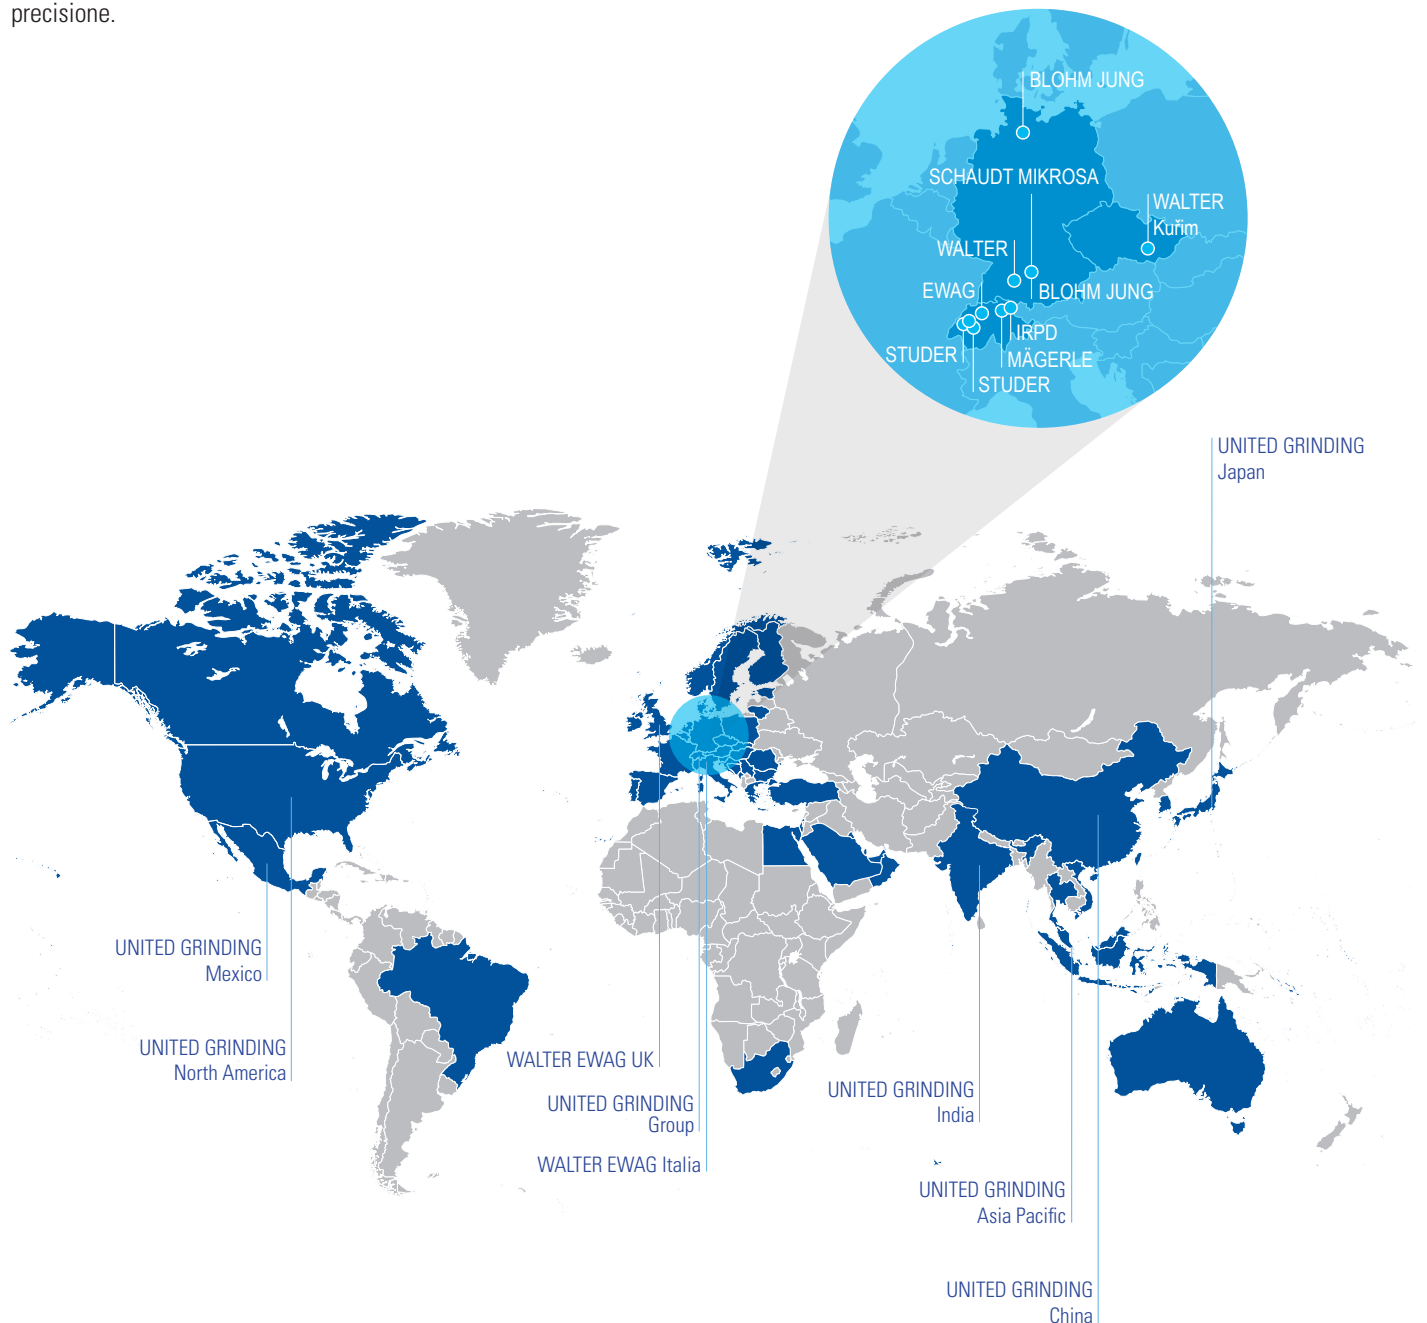 precisione.
BLOHM JUNG
SCHAUDT MIKROSA
WALTER
Kuřim
WALTER
EWAG
BLOHM JUNG
IRPD
STUDER
MÄGERLE
STUDER
UNITED GRINDING
Japan
UNITED GRINDING
Mexico
UNITED GRINDING
North America
WALTER EWAG UK
UNITED GRINDING
Group
WALTER EWAG Italia
UNITED GRINDING
India
UNITED GRINDING
Asia Pacific
UNITED GRINDING
China